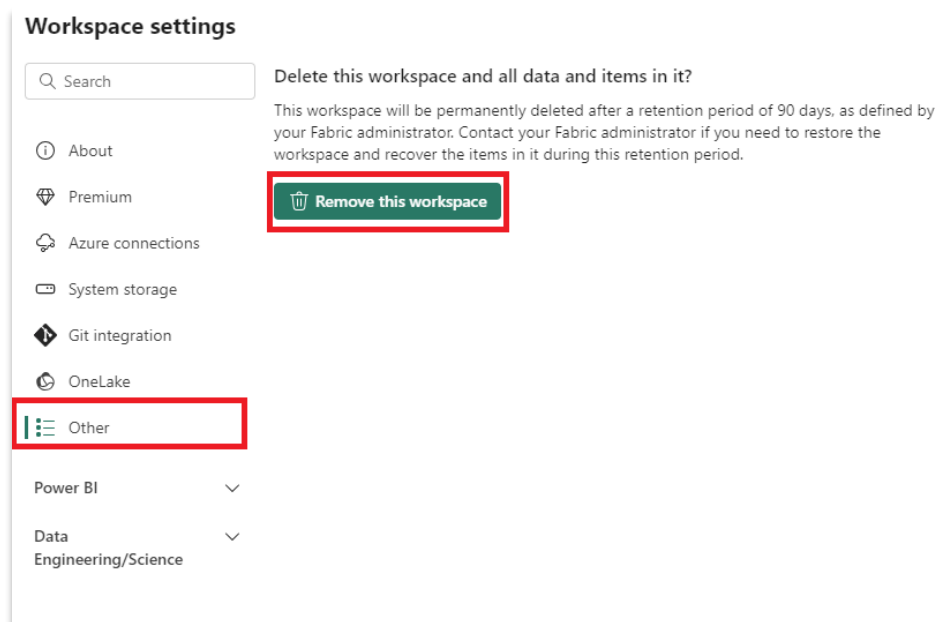 Workspace settings
Search
About
Premium
Azure connections
System storage
Git integration
OneLake
Other
Power BI
Data
Engineering/Science
Delete this workspace and all data and items in it?
This workspace will be permanently deleted after a retention period of 90 days, as defined by
your Fabric administrator. Contact your Fabric administrator if you need to restore the
workspace and recover the items in it during this retention period.
Remove this workspace